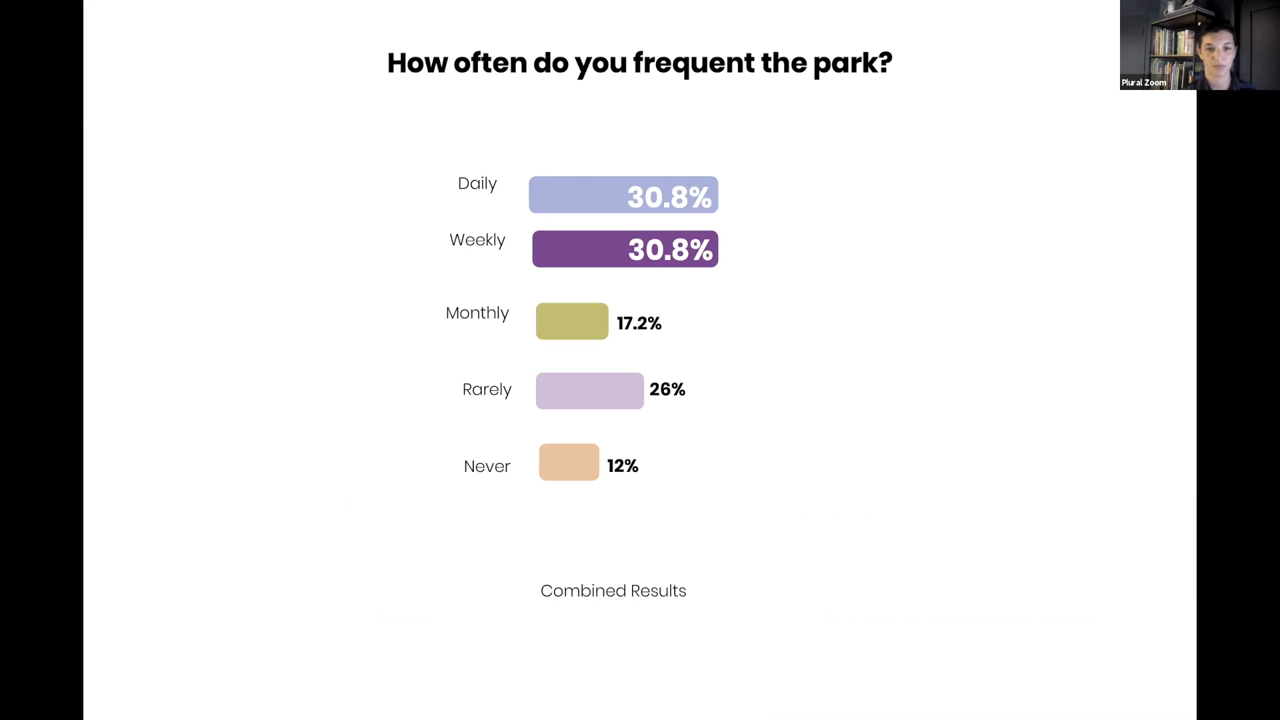 How often do you frequent the park?
Plural Zoom
Daily 30.8%
Weekly 30.8%
Monthly 17.2%
Rarely 26%
Never 12%
Combined Results